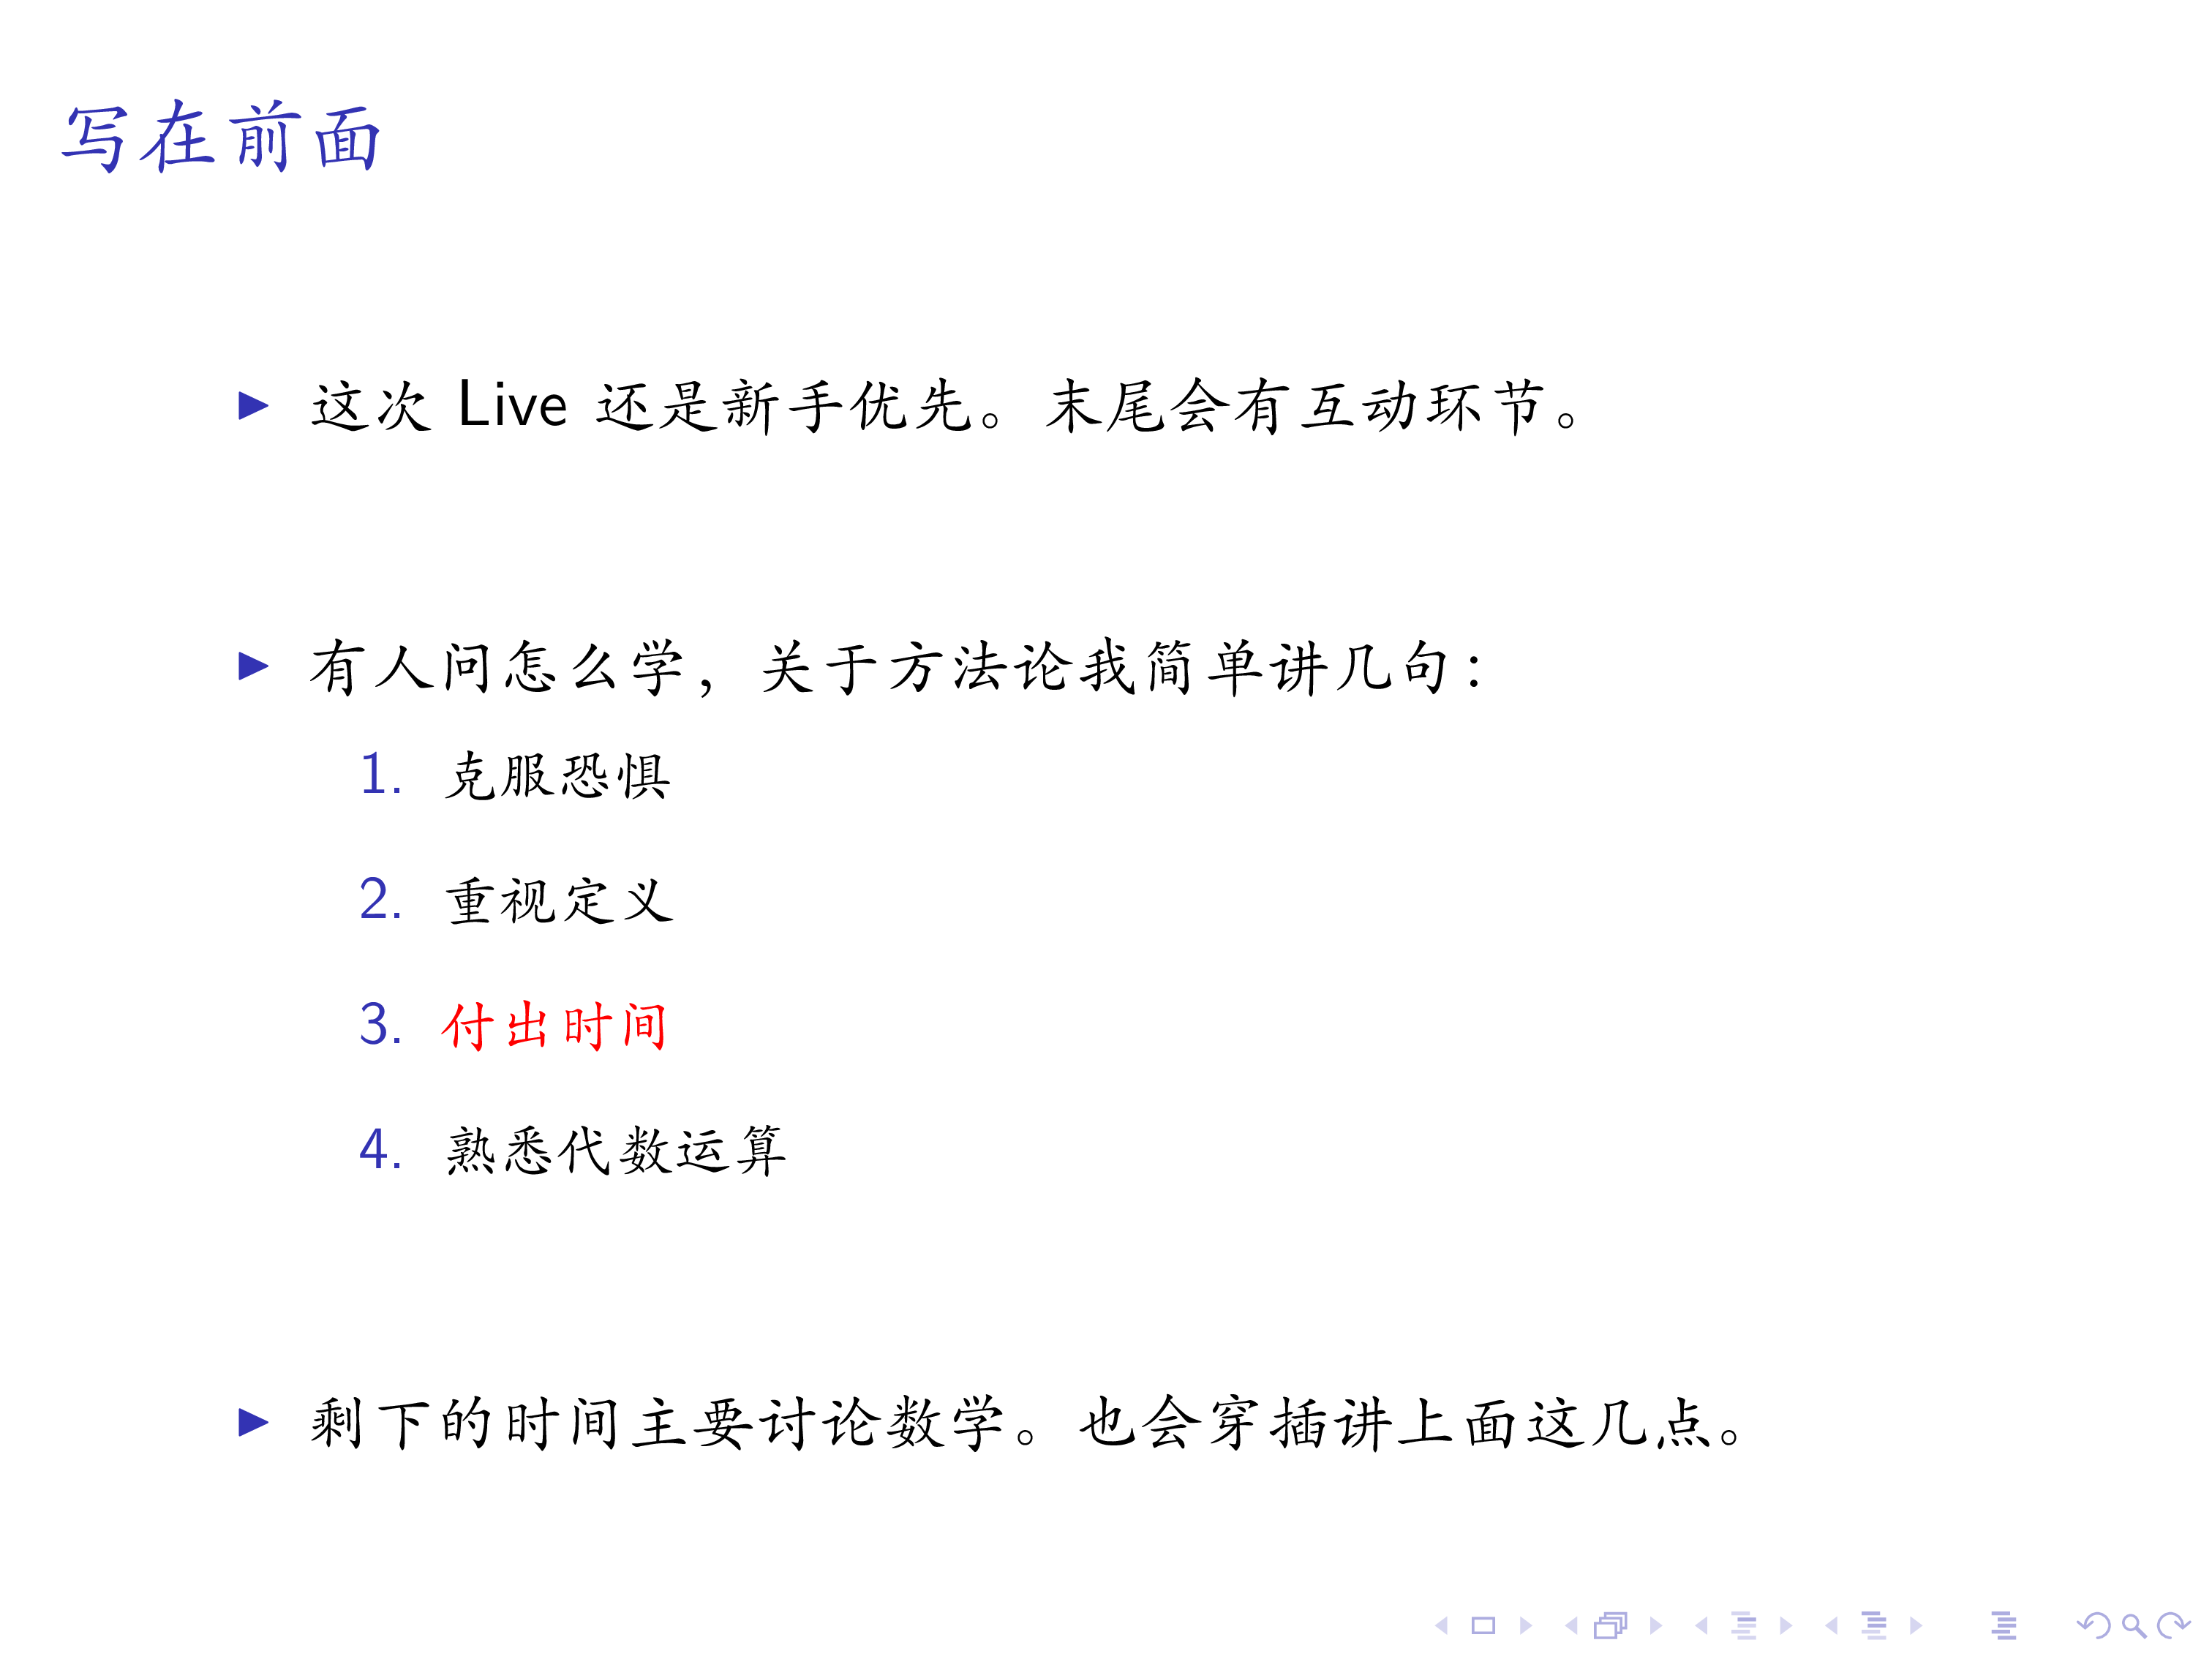 写在前面
▶ 这次 Live 还是新手优先。末尾会有互动环节。
▶ 有人问怎么学，关于方法论我简单讲几句：
1. 克服恐惧
2. 重视定义
3. 付出时间
4. 熟悉代数运算
▶ 剩下的时间主要讨论数学。也会穿插讲上面这几点。